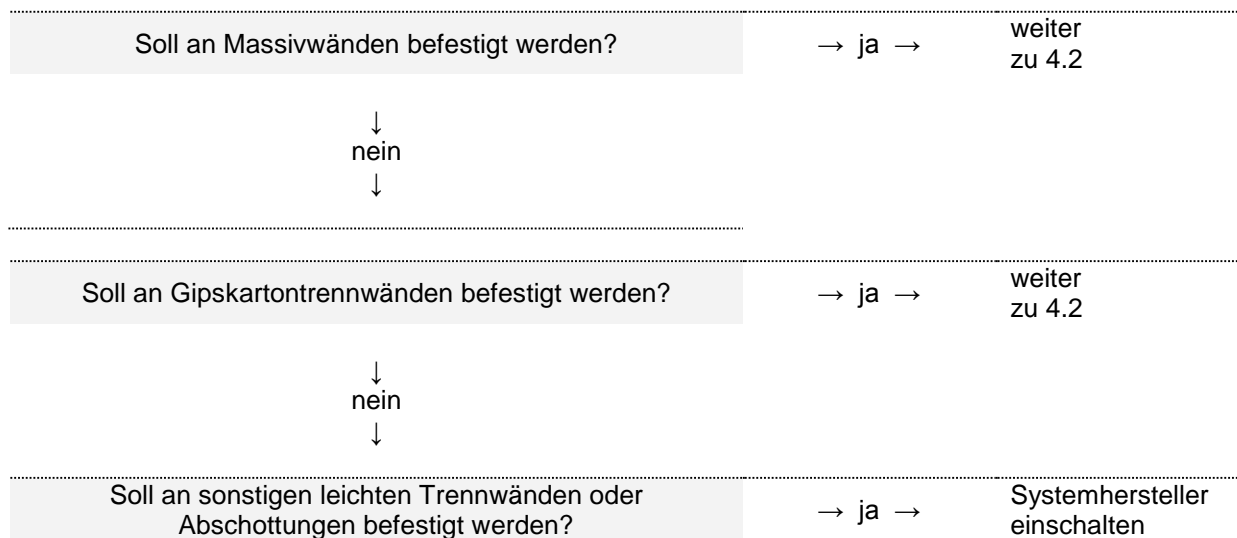 Soll an Massivwänden befestigt werden? → ja → weiter
zu 4.2
↓
nein
↓
Soll an Gipskartontrennwänden befestigt werden? → ja → weiter
zu 4.2
↓
nein
↓
Soll an sonstigen leichten Trennwänden oder → ja → Systemhersteller
Abschottungen befestigt werden? einschalten